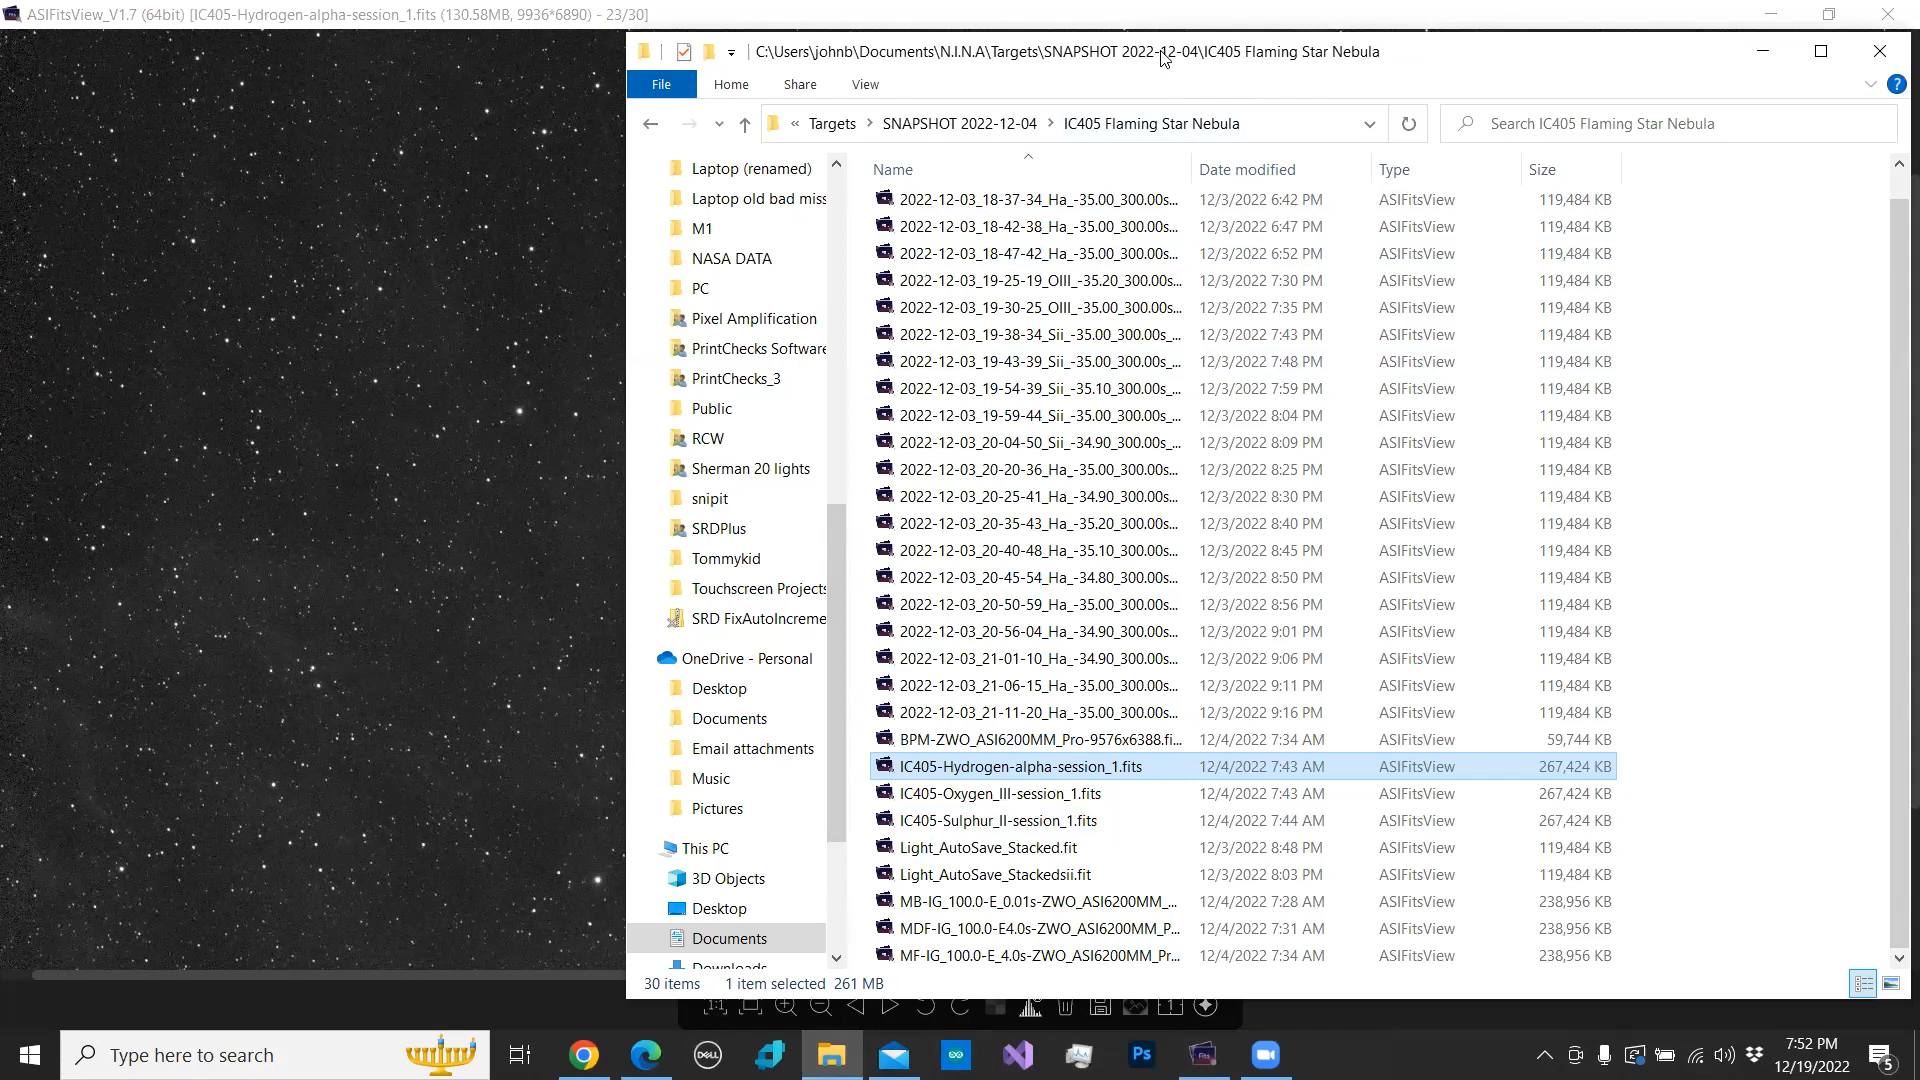 ASIFitsView_V1.7 (64bit) [IC405-Hydrogen-alpha-session_1.fits (130.58MB, 9936*6890) - 23/30]
C:\Users\johnb\Documents\N.I.N.A\Targets\SNAPSHOT 2022-12-04\IC405 Flaming Star Nebula
File Home Share View
« Targets > SNAPSHOT 2022-12-04 > IC405 Flaming Star Nebula
Search IC405 Flaming Star Nebula
Laptop (renamed)
Laptop old bad miss
M1
NASA DATA
PC
Pixel Amplification
PrintChecks Software
PrintChecks_3
Public
RCW
Sherman 20 lights
snipit
SRDPlus
Tommykid
Touchscreen Projects
SRD FixAutoIncreme
OneDrive - Personal
Desktop
Documents
Email attachments
Music
Pictures
This PC
3D Objects
Desktop
Documents
Downloads
Name Date modified Type Size
2022-12-03_18-37-34_Ha_-35.00_300.00s... 12/3/2022 6:42 PM ASIFitsView 119,484 KB
2022-12-03_18-42-38_Ha_-35.00_300.00s... 12/3/2022 6:47 PM ASIFitsView 119,484 KB
2022-12-03_18-47-42_Ha_-35.00_300.00s... 12/3/2022 6:52 PM ASIFitsView 119,484 KB
2022-12-03_19-25-19_OIII_-35.20_300.00s... 12/3/2022 7:30 PM ASIFitsView 119,484 KB
2022-12-03_19-30-25_OIII_-35.00_300.00s... 12/3/2022 7:35 PM ASIFitsView 119,484 KB
2022-12-03_19-38-34_Sii_-35.00_300.00s_... 12/3/2022 7:43 PM ASIFitsView 119,484 KB
2022-12-03_19-43-39_Sii_-35.00_300.00s_... 12/3/2022 7:48 PM ASIFitsView 119,484 KB
2022-12-03_19-54-39_Sii_-35.10_300.00s_... 12/3/2022 7:59 PM ASIFitsView 119,484 KB
2022-12-03_19-59-44_Sii_-35.00_300.00s_... 12/3/2022 8:04 PM ASIFitsView 119,484 KB
2022-12-03_20-04-50_Sii_-34.90_300.00s_... 12/3/2022 8:09 PM ASIFitsView 119,484 KB
2022-12-03_20-20-36_Ha_-35.00_300.00s... 12/3/2022 8:25 PM ASIFitsView 119,484 KB
2022-12-03_20-25-41_Ha_-34.90_300.00s... 12/3/2022 8:30 PM ASIFitsView 119,484 KB
2022-12-03_20-35-43_Ha_-35.20_300.00s... 12/3/2022 8:40 PM ASIFitsView 119,484 KB
2022-12-03_20-40-48_Ha_-35.10_300.00s... 12/3/2022 8:45 PM ASIFitsView 119,484 KB
2022-12-03_20-45-54_Ha_-34.80_300.00s... 12/3/2022 8:50 PM ASIFitsView 119,484 KB
2022-12-03_20-50-59_Ha_-35.00_300.00s... 12/3/2022 8:56 PM ASIFitsView 119,484 KB
2022-12-03_20-56-04_Ha_-34.90_300.00s... 12/3/2022 9:01 PM ASIFitsView 119,484 KB
2022-12-03_21-01-10_Ha_-34.90_300.00s... 12/3/2022 9:06 PM ASIFitsView 119,484 KB
2022-12-03_21-06-15_Ha_-35.00_300.00s... 12/3/2022 9:11 PM ASIFitsView 119,484 KB
2022-12-03_21-11-20_Ha_-35.00_300.00s... 12/3/2022 9:16 PM ASIFitsView 119,484 KB
BPM-ZWO_ASI6200MM_Pro-9576x6388.fi... 12/4/2022 7:34 AM ASIFitsView 59,744 KB
IC405-Hydrogen-alpha-session_1.fits 12/4/2022 7:43 AM ASIFitsView 267,424 KB
IC405-Oxygen_III-session_1.fits 12/4/2022 7:43 AM ASIFitsView 267,424 KB
IC405-Sulphur_II-session_1.fits 12/4/2022 7:44 AM ASIFitsView 267,424 KB
Light_AutoSave_Stacked.fit 12/3/2022 8:48 PM ASIFitsView 119,484 KB
Light_AutoSave_Stackedsii.fit 12/3/2022 8:03 PM ASIFitsView 119,484 KB
MB-IG_100.0-E_0.01s-ZWO_ASI6200MM_... 12/4/2022 7:28 AM ASIFitsView 238,956 KB
MDF-IG_100.0-E4.0s-ZWO_ASI6200MM_P... 12/4/2022 7:31 AM ASIFitsView 238,956 KB
MF-IG_100.0-E_4.0s-ZWO_ASI6200MM_Pr... 12/4/2022 7:34 AM ASIFitsView 238,956 KB
30 items 1 item selected 261 MB
1:1
Type here to search
DELL
Ps
Fits
7:52 PM
12/19/2022
5